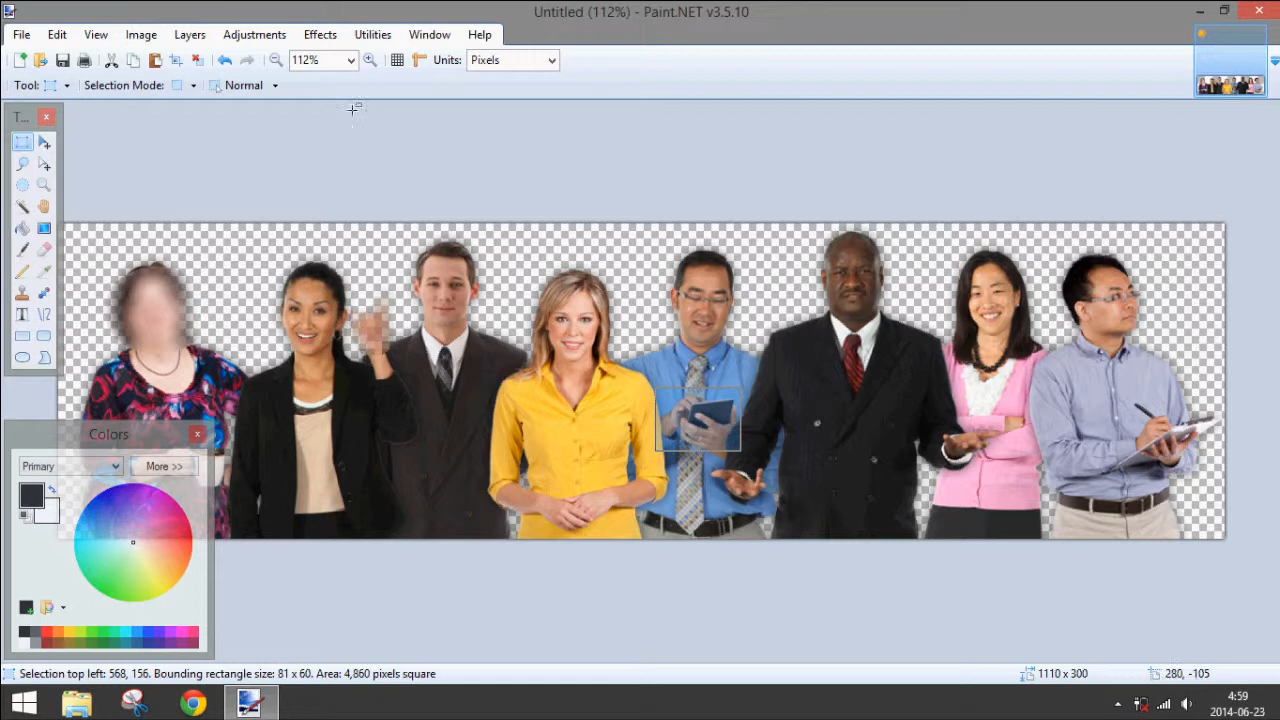 Untitled (112%) - Paint.NET v3.5.10
File Edit View Image Layers Adjustments Effects Utilities Window Help
112% Units: Pixels
Tool: Selection Mode: Normal
T...
Colors
Primary More >>
Selection top left: 568, 156. Bounding rectangle size: 81 x 60. Area: 4,860 pixels square 1110 x 300 280, -105
4:59
2014-06-23